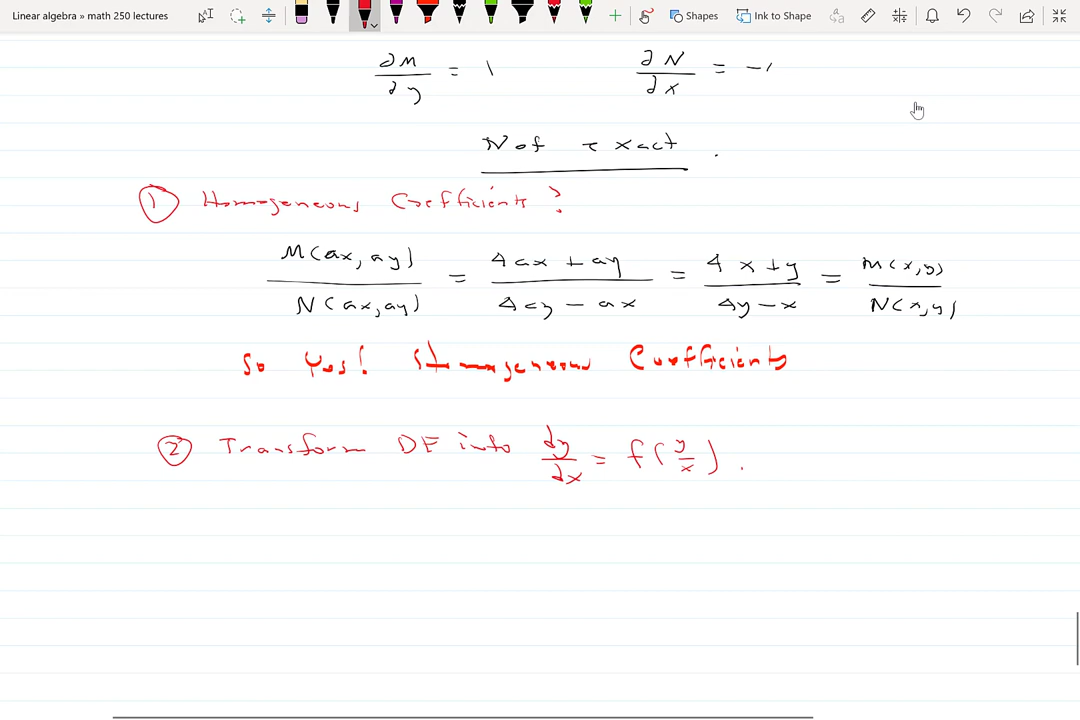 Linear algebra » math 250 lectures
Shapes
Ink to Shape
∂M/∂y = 1 ∂N/∂x = -1
Not exact.
① Homogeneous Coefficients?
M(ax, ay)/N(ax, ay) = 4ax + ay/4ay - ax = 4x+y/4y-x = M(x,y)/N(x,y)
So Yes! Homogeneous Coefficients
② Transform DE into dy/dx = f(y/x).